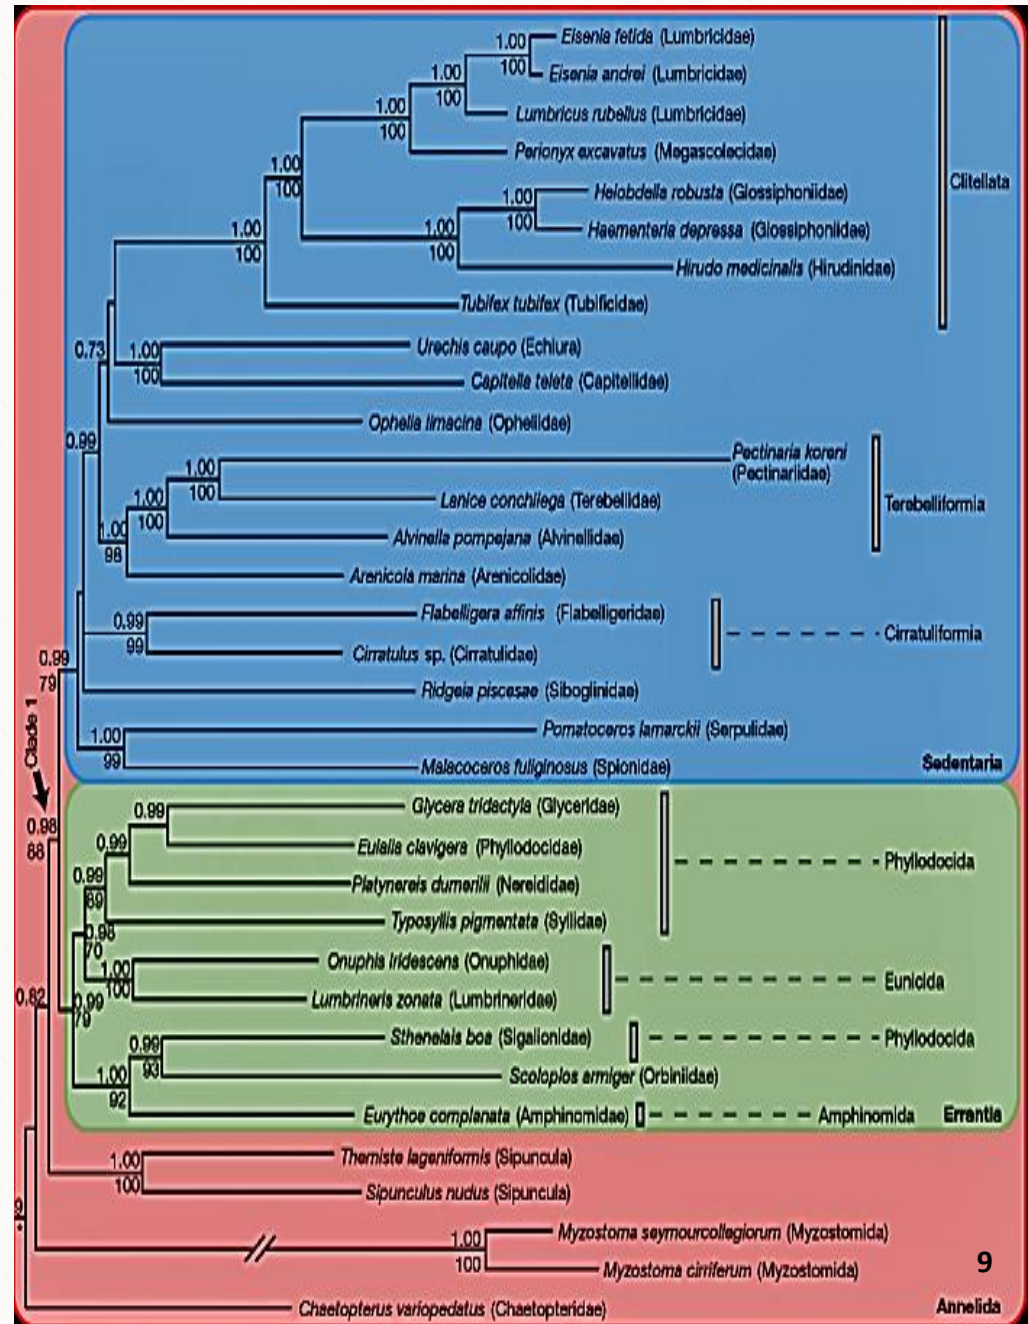 1.00
100
Eisenia fetida (Lumbricidae)
Eisenia andrei (Lumbricidae)
1.00
100
Lumbricus rubellus (Lumbricidae)
1.00
100
Perionyx excavatus (Megascolecidae)
1.00
100
Clitellata
1.00
100
Helobdella robusta (Glossiphoniidae)
Haementeria depressa (Glossiphoniidae)
1.00
100
Hirudo medicinalis (Hirudinidae)
1.00
100
Tubifex tubifex (Tubificidae)
0.73
1.00
100
Urechis caupo (Echiura)
Capitella teleta (Capitellidae)
Ophelia limacina (Opheliidae)
0.99
Pectinaria koreni
(Pectinariidae)
1.00
100
Lanice conchilega (Terebellidae)
Terebelliformia
1.00
100
Alvinella pompejana (Alvinellidae)
1.00
98
Arenicola marina (Arenicolidae)
Flabelligera affinis (Flabelligeridae)
0.99
99
Cirratuliformia
Cirratulus sp. (Cirratulidae)
0.99
79
Ridgeia piscesae (Siboglinidae)
Pomatoceros lamarckii (Serpulidae)
1.00
99
Malacoceros fuliginosus (Spionidae)
Sedentaria
Clade 1
Glycera tridactyla (Glyceridae)
0.99
0.98
88
Eulalia clavigera (Phyllodocidae)
0.99
Phyllodocida
Platynereis dumerilii (Nereididae)
0.99
89
Typosyllis pigmentata (Syllidae)
0.98
70
Onuphis iridescens (Onuphidae)
1.00
100
Eunicida
Lumbrineris zonata (Lumbrineridae)
0.82
0.99
79
Sthenelais boa (Sigalionidae)
Phyllodocida
0.99
93
Scoloplos armiger (Orbiniidae)
1.00
92
Eurythoe complanata (Amphinomidae)
Amphinomida
Errantia
Themiste lageniformis (Sipuncula)
1.00
100
Sipunculus nudus (Sipuncula)
Myzostoma seymourcollegiorum (Myzostomida)
1.00
100
Myzostoma cirriferum (Myzostomida)
9
Chaetopterus variopedatus (Chaetopteridae)
Annelida